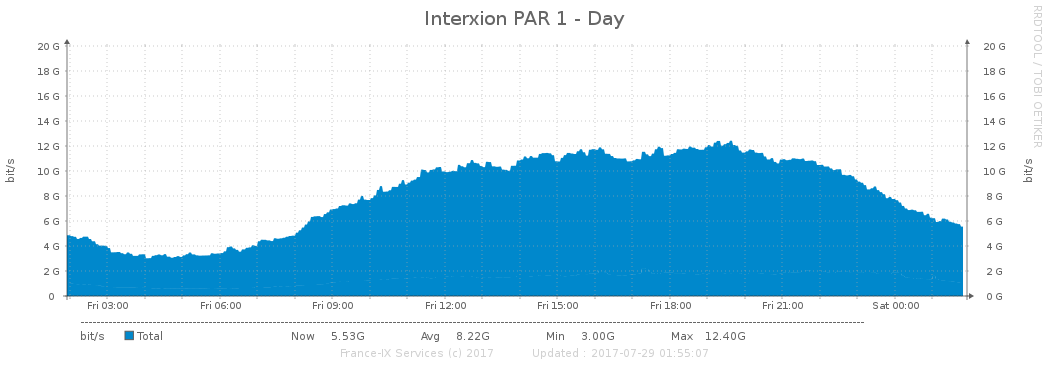 Interxion PAR 1 - Day
RRDTOOL / TOBI OETIKER
20 G 20 G
18 G 18 G
16 G 16 G
14 G 14 G
12 G 12 G
10 G 10 G
8 G 8 G
6 G 6 G
4 G 4 G
2 G 2 G
0 0 G
bit/s
bit/s
Fri 03:00 Fri 06:00 Fri 09:00 Fri 12:00 Fri 15:00 Fri 18:00 Fri 21:00 Sat 00:00
bit/s Total Now 5.53G Avg 8.22G Min 3.00G Max 12.40G
France-IX Services (c) 2017 Updated : 2017-07-29 01:55:07